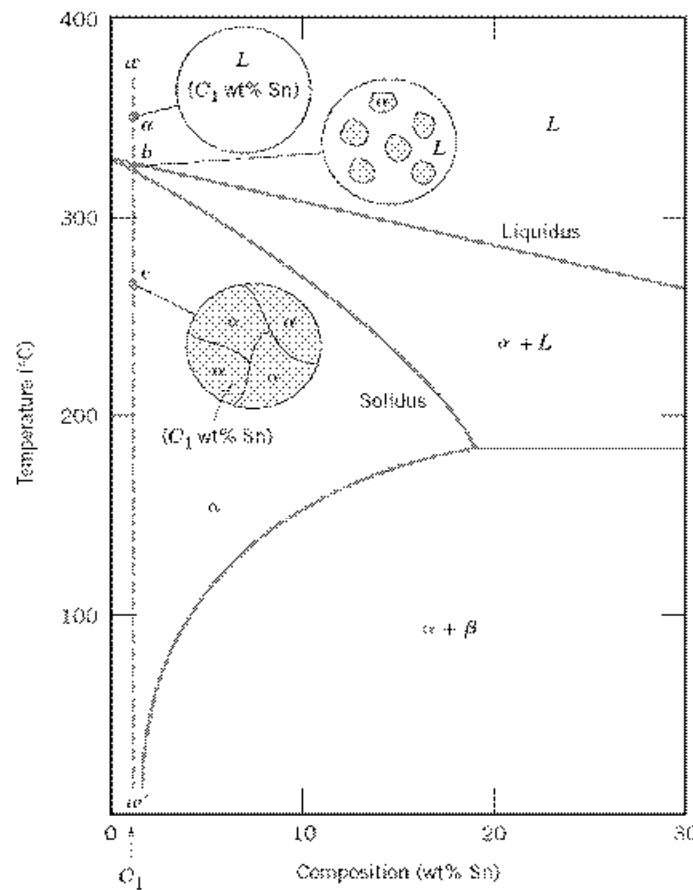 400
w
L
(C₁ wt% Sn)
a
α
L
L
b
300
Liquidus
c
α
α
α
α
α + L
200
Solidus
(C₁ wt% Sn)
Temperature (°C)
α
100
α + β
w′
0
10
20
30
C₁
Composition (wt% Sn)